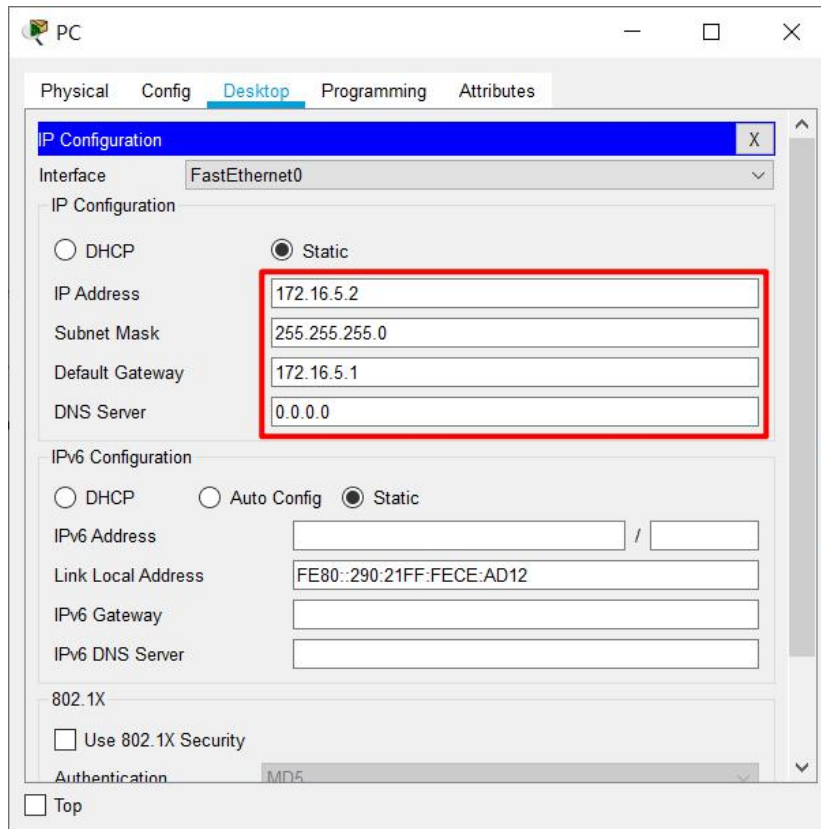 PC
Physical Config Desktop Programming Attributes
IP Configuration X
Interface FastEthernet0
IP Configuration
DHCP Static
IP Address 172.16.5.2
Subnet Mask 255.255.255.0
Default Gateway 172.16.5.1
DNS Server 0.0.0.0
IPv6 Configuration
DHCP Auto Config Static
IPv6 Address /
Link Local Address FE80::290:21FF:FECE:AD12
IPv6 Gateway
IPv6 DNS Server
802.1X
Use 802.1X Security
Authentication MD5
Top